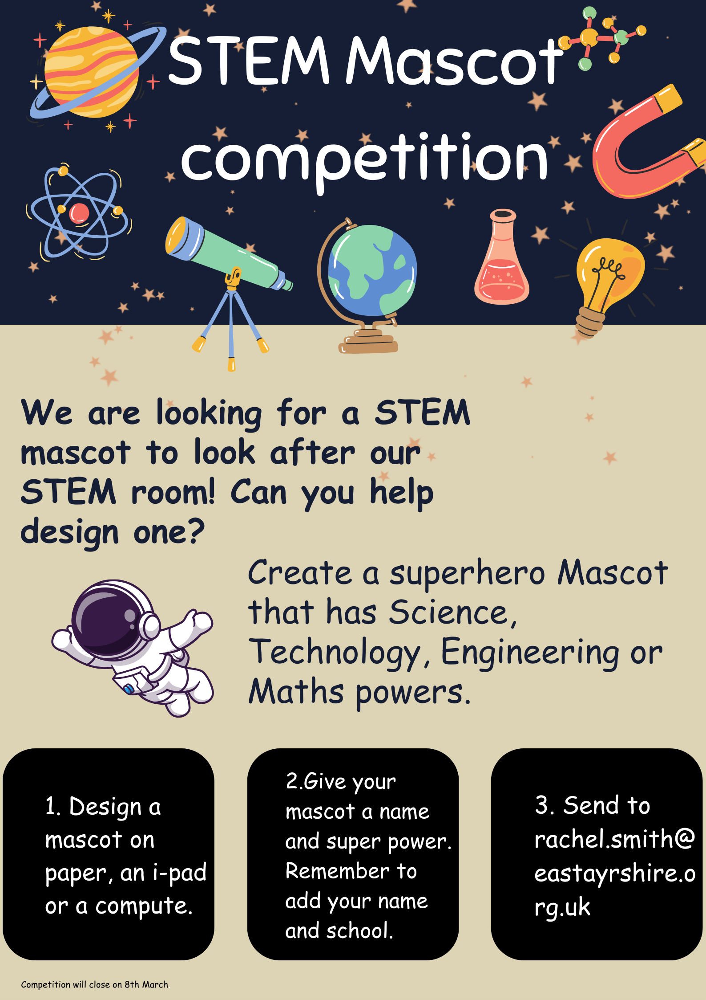 STEM Mascot
competition
We are looking for a STEM
mascot to look after our
STEM room! Can you help
design one?
Create a superhero Mascot
that has Science,
Technology, Engineering or
Maths powers.
1. Design a
mascot on
paper, an i-pad
or a compute.
2.Give your
mascot a name
and super power.
Remember to
add your name
and school.
3. Send to
rachel.smith@
eastayrshire.o
rg.uk
Competition will close on 8th March.